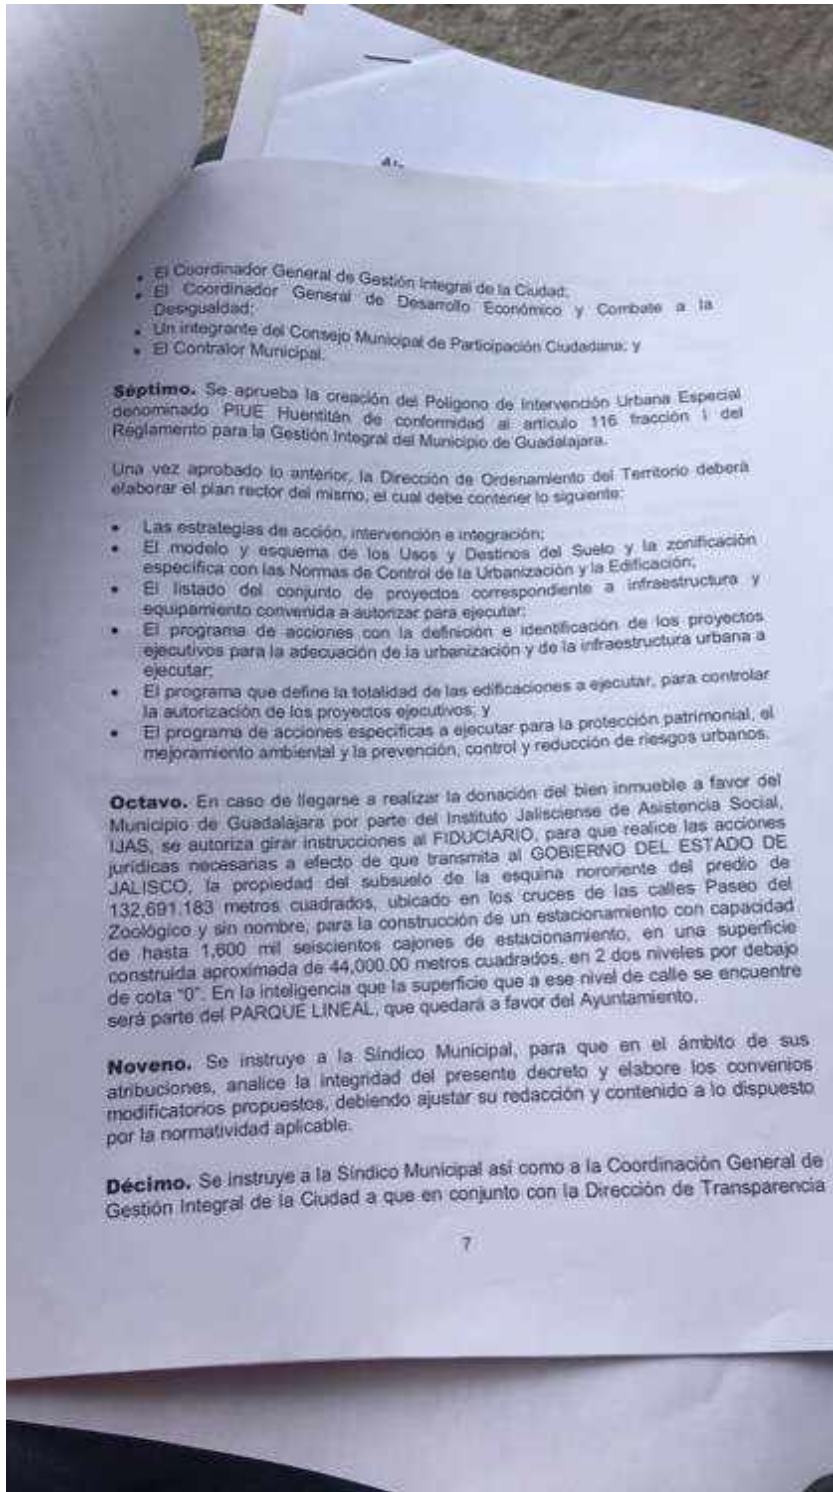 • El Coordinador General de Gestión Integral de la Ciudad;
• El Coordinador General de Desarrollo Económico y Combate a la
Desigualdad;
• Un integrante del Consejo Municipal de Participación Ciudadana; y
• El Contralor Municipal.
Séptimo. Se aprueba la creación del Polígono de Intervención Urbana Especial
denominado PIUE Huentitán de conformidad al artículo 116 fracción I del
Reglamento para la Gestión Integral del Municipio de Guadalajara.
Una vez aprobado lo anterior, la Dirección de Ordenamiento del Territorio deberá
elaborar el plan rector del mismo, el cual debe contener lo siguiente:
• Las estrategias de acción, intervención e integración;
• El modelo y esquema de los Usos y Destinos del Suelo y la zonificación
específica con las Normas de Control de la Urbanización y la Edificación;
• El listado del conjunto de proyectos correspondiente a infraestructura y
equipamiento convenida a autorizar para ejecutar;
• El programa de acciones con la definición e identificación de los proyectos
ejecutivos para la adecuación de la urbanización y de la infraestructura urbana a
ejecutar;
• El programa que define la totalidad de las edificaciones a ejecutar, para controlar
la autorización de los proyectos ejecutivos; y
• El programa de acciones específicas a ejecutar para la protección patrimonial, el
mejoramiento ambiental y la prevención, control y reducción de riesgos urbanos.
Octavo. En caso de llegarse a realizar la donación del bien inmueble a favor del
Municipio de Guadalajara por parte del Instituto Jalisciense de Asistencia Social,
IJAS, se autoriza girar instrucciones al FIDUCIARIO, para que realice las acciones
jurídicas necesarias a efecto de que transmita al GOBIERNO DEL ESTADO DE
JALISCO, la propiedad del subsuelo de la esquina nororiente del predio de
132,691.183 metros cuadrados, ubicado en los cruces de las calles Paseo del
Zoológico y sin nombre, para la construcción de un estacionamiento con capacidad
de hasta 1,600 mil seiscientos cajones de estacionamiento, en una superficie
construida aproximada de 44,000.00 metros cuadrados, en 2 dos niveles por debajo
de cota "0". En la inteligencia que la superficie que a ese nivel de calle se encuentre
será parte del PARQUE LINEAL, que quedará a favor del Ayuntamiento.
Noveno. Se instruye a la Síndico Municipal, para que en el ámbito de sus
atribuciones, analice la integridad del presente decreto y elabore los convenios
modificatorios propuestos, debiendo ajustar su redacción y contenido a lo dispuesto
por la normatividad aplicable.
Décimo. Se instruye a la Síndico Municipal así como a la Coordinación General de
Gestión Integral de la Ciudad a que en conjunto con la Dirección de Transparencia
7